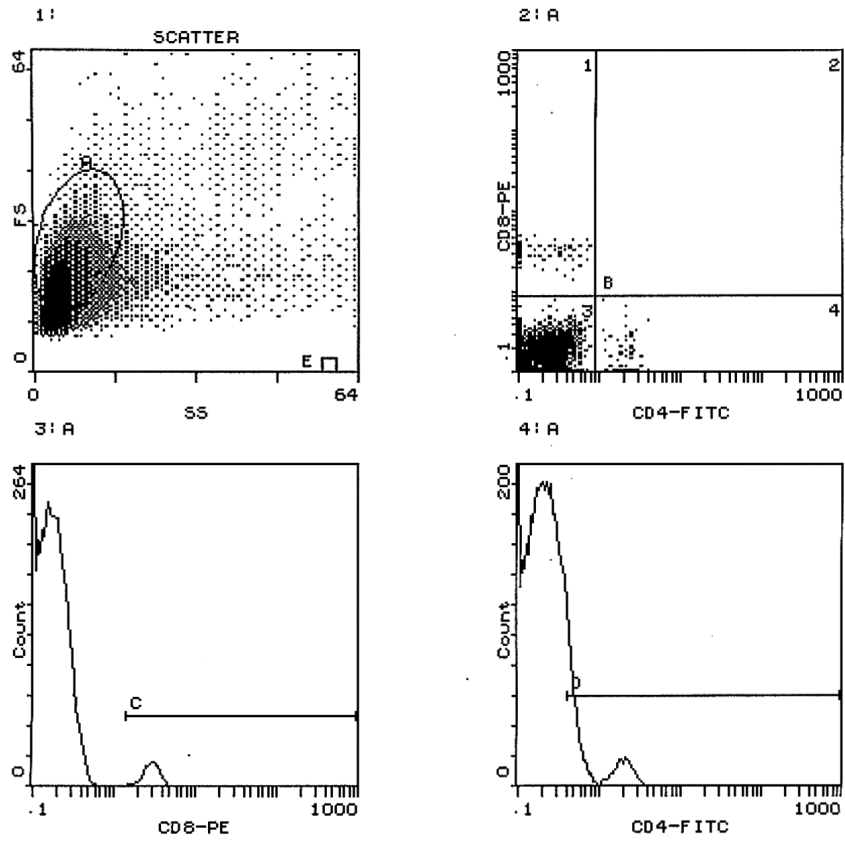 1:
SCATTER
64
A
FS
E
0
0
64
SS
2: A
1000
1
2
CD8-PE
B
3
4
1
.1
1000
CD4-FITC
3: A
264
Count
C
0
.1
1000
CD8-PE
4: A
200
Count
D
0
.1
1000
CD4-FITC